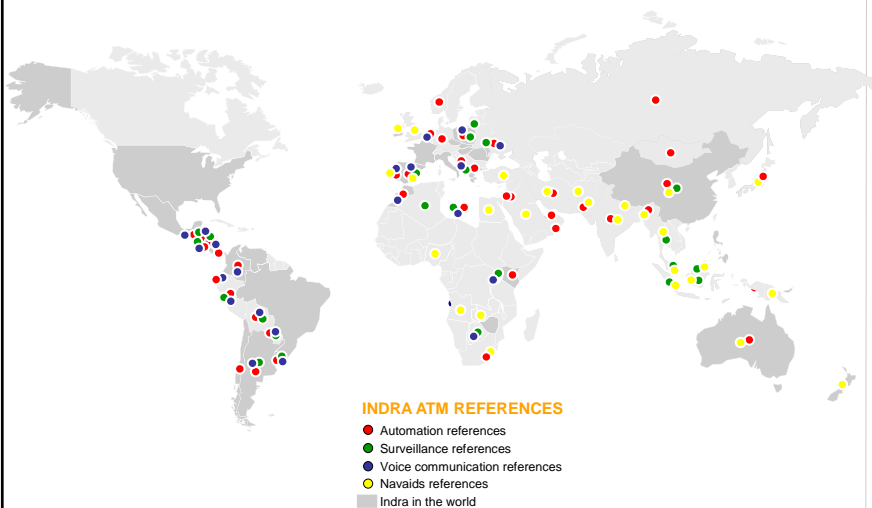 INDRA ATM REFERENCES
Automation references
Surveillance references
Voice communication references
Navaids references
Indra in the world